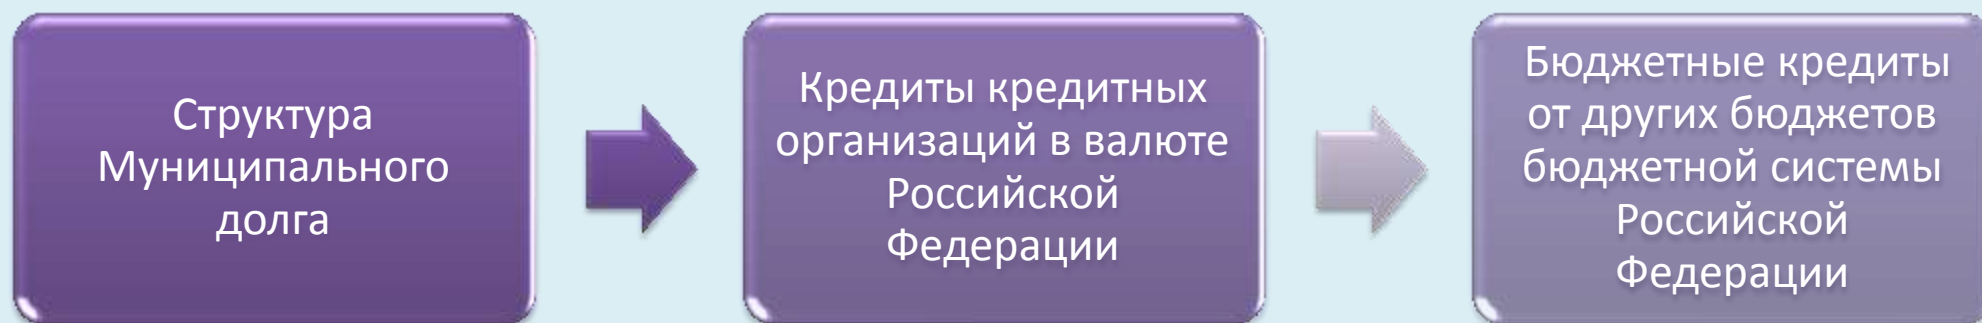 Структура
Муниципального
долга
Кредиты кредитных
организаций в валюте
Российской
Федерации
Бюджетные кредиты
от других бюджетов
бюджетной системы
Российской
Федерации